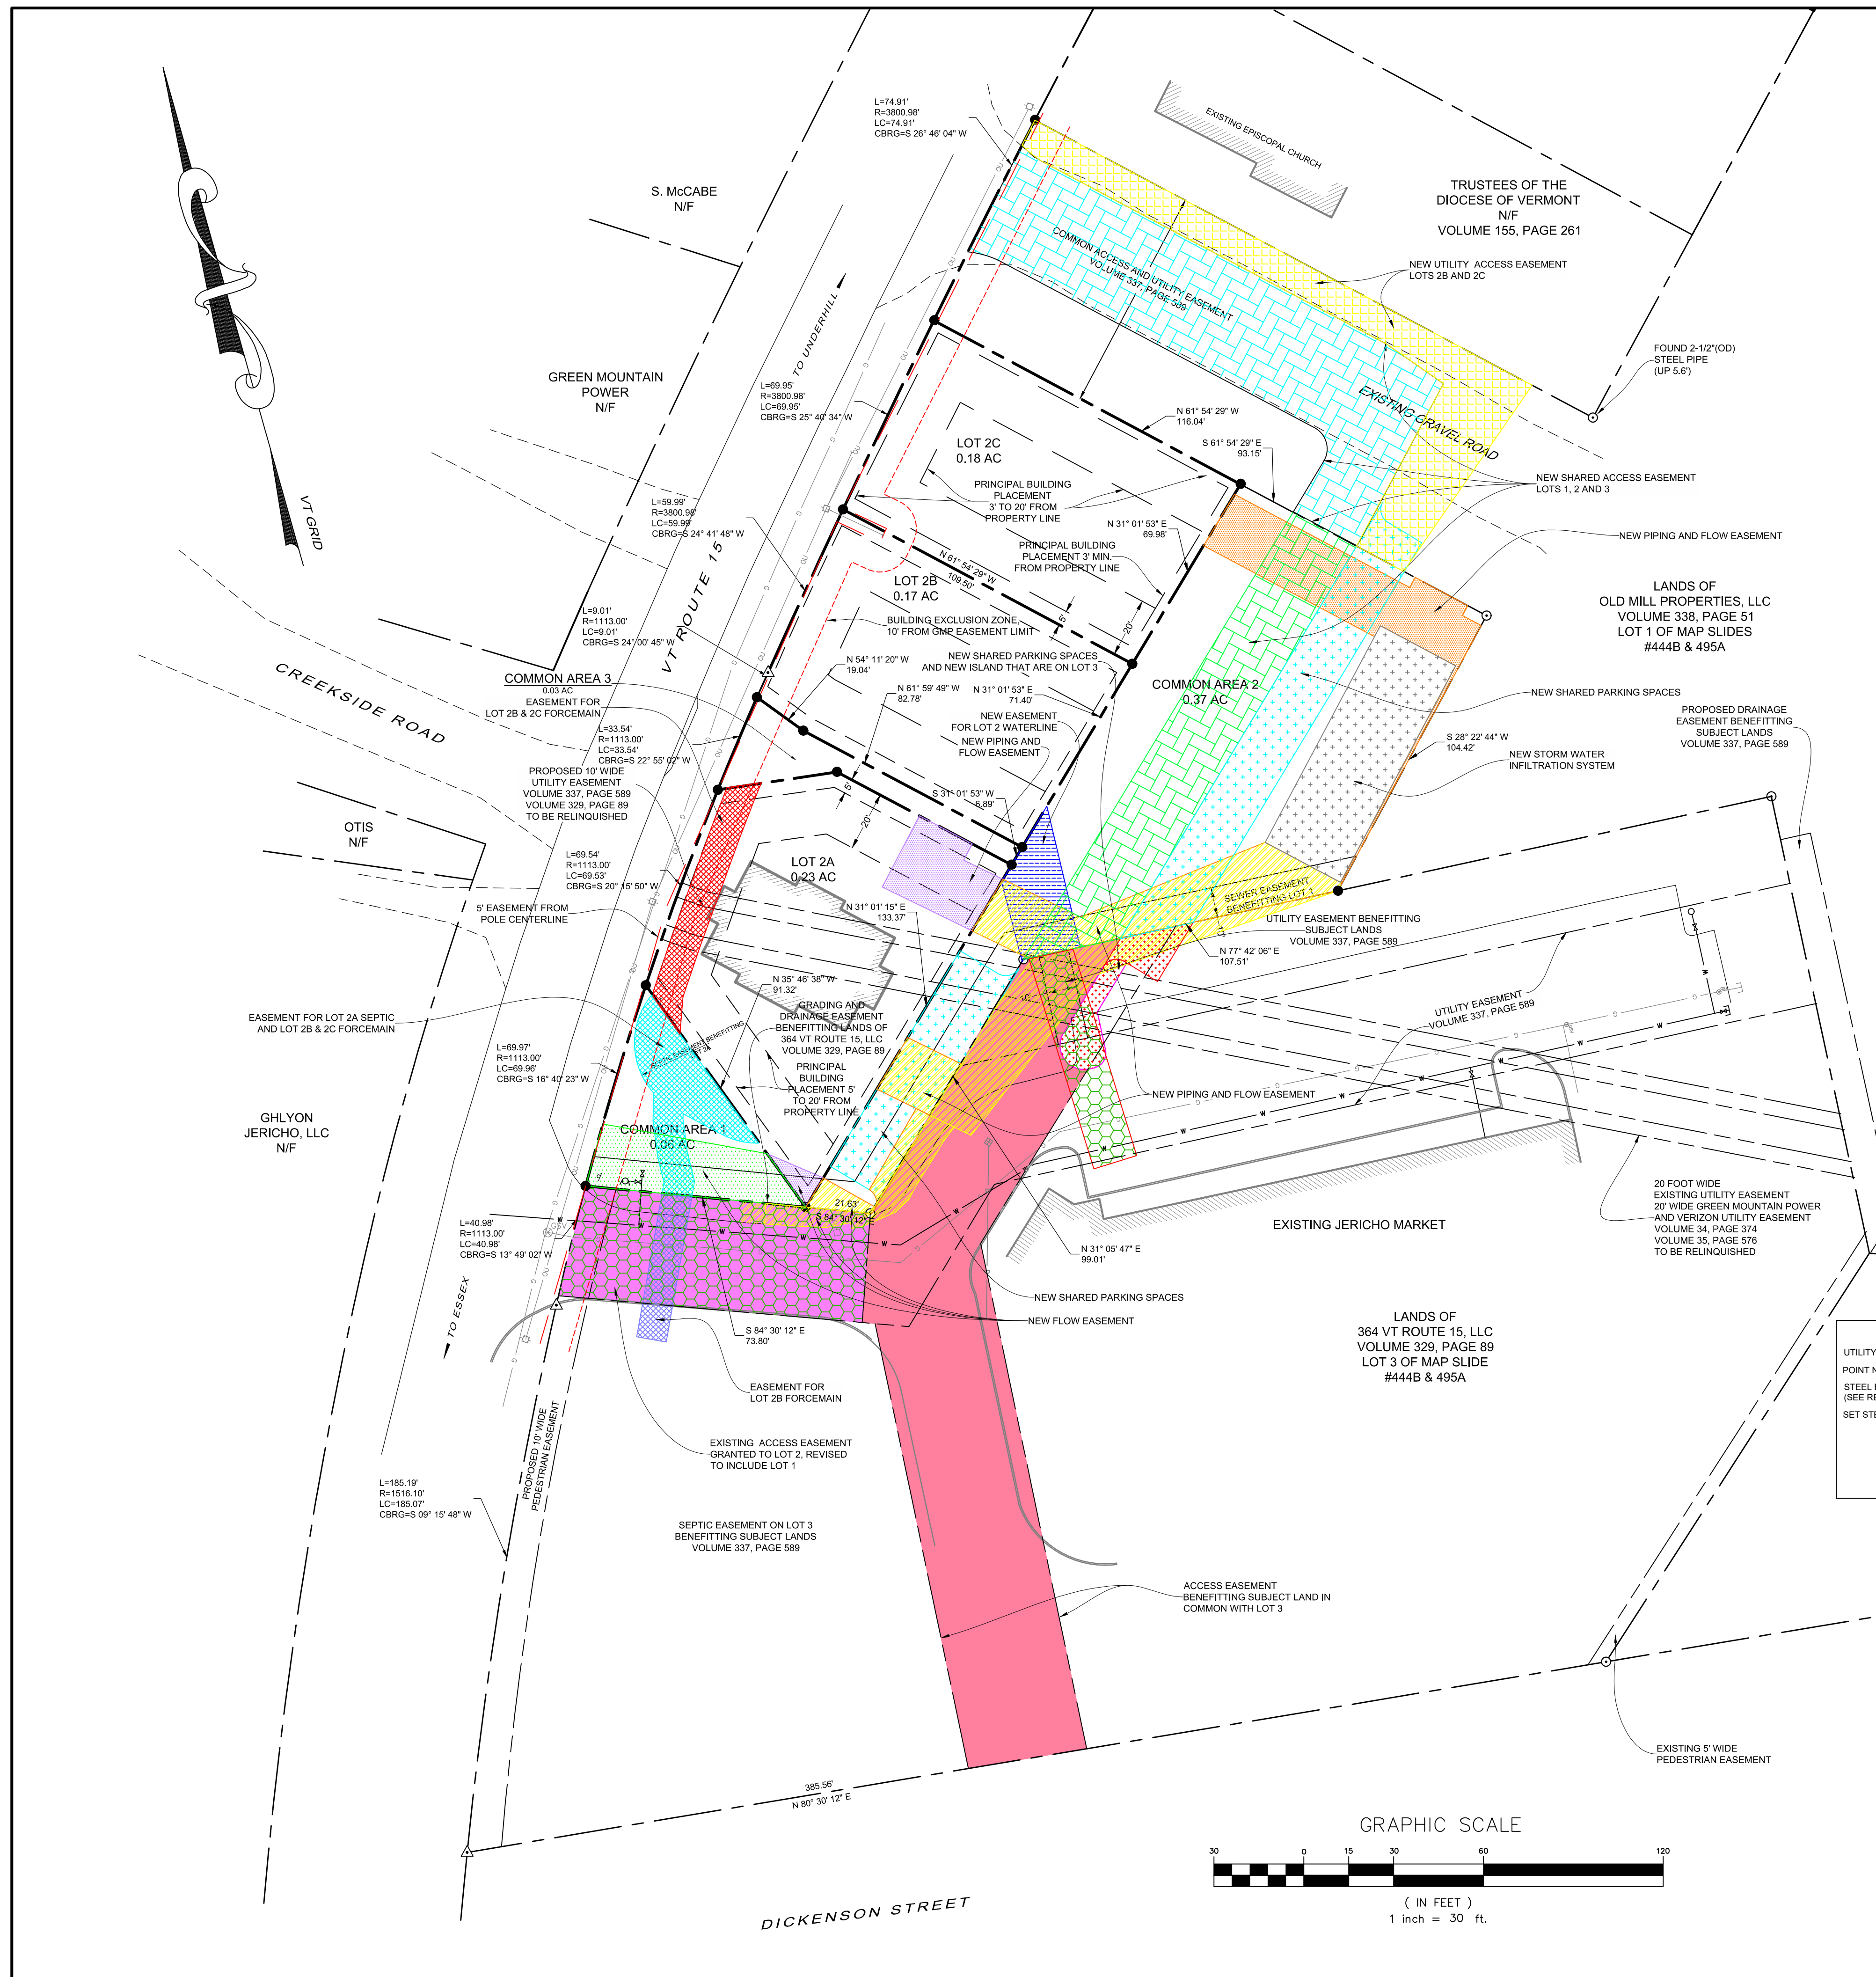 L=74.91'
R=3800.98'
LC=74.91'
CBRG=S 26° 46' 04" W
EXISTING EPISCOPAL CHURCH
S. McCABE
N/F
TRUSTEES OF THE
DIOCESE OF VERMONT
N/F
VOLUME 155, PAGE 261
COMMON ACCESS AND UTILITY EASEMENT
VOLUME 337, PAGE 589
NEW UTILITY ACCESS EASEMENT
LOTS 2B AND 2C
TO UNDERHILL
FOUND 2-1/2"(OD)
STEEL PIPE
(UP 5.6')
GREEN MOUNTAIN
POWER
N/F
L=69.95'
R=3800.98'
LC=69.95'
CBRG=S 25° 40' 34" W
EXISTING GRAVEL ROAD
N 61° 54' 29" W
116.04'
S 61° 54' 29" E
93.15'
LOT 2C
0.18 AC
NEW SHARED ACCESS EASEMENT
LOTS 1, 2 AND 3
PRINCIPAL BUILDING
PLACEMENT
3' TO 20' FROM
PROPERTY LINE
VT GRID
L=59.99'
R=3800.98'
LC=59.99'
CBRG=S 24° 41' 48" W
N 31° 01' 53" E
69.98'
NEW PIPING AND FLOW EASEMENT
PRINCIPAL BUILDING
PLACEMENT 3' MIN.
FROM PROPERTY LINE
VT ROUTE 15
N 61° 54' 29" W
109.50'
LOT 2B
0.17 AC
LANDS OF
OLD MILL PROPERTIES, LLC
VOLUME 338, PAGE 51
LOT 1 OF MAP SLIDES
#444B & 495A
L=9.01'
R=1113.00'
LC=9.01'
CBRG=S 24° 00' 45" W
BUILDING EXCLUSION ZONE,
10' FROM GMP EASEMENT LIMIT
5'
20'
NEW SHARED PARKING SPACES
AND NEW ISLAND THAT ARE ON LOT 3
N 54° 11' 20" W
19.04'
CREEKSIDE ROAD
COMMON AREA 3
0.03 AC
EASEMENT FOR
LOT 2B & 2C FORCEMAIN
N 61° 59' 49" W
82.78'
N 31° 01' 53" E
71.40'
COMMON AREA 2
0.37 AC
NEW SHARED PARKING SPACES
PROPOSED DRAINAGE
EASEMENT BENEFITTING
SUBJECT LANDS
VOLUME 337, PAGE 589
NEW EASEMENT
FOR LOT 2 WATERLINE
L=33.54'
R=1113.00'
LC=33.54'
CBRG=S 22° 55' 02" W
NEW PIPING AND
FLOW EASEMENT
S 28° 22' 44" W
104.42'
NEW STORM WATER
INFILTRATION SYSTEM
PROPOSED 10' WIDE
UTILITY EASEMENT
VOLUME 337, PAGE 589
VOLUME 329, PAGE 89
TO BE RELINQUISHED
5'
20'
S 31° 01' 53" W
6.89'
OTIS
N/F
L=69.54'
R=1113.00'
LC=69.53'
CBRG=S 20° 15' 50" W
LOT 2A
0.23 AC
SEWER EASEMENT
BENEFITTING LOT 1
5' EASEMENT FROM
POLE CENTERLINE
N 31° 01' 15" E
133.37'
UTILITY EASEMENT BENEFITTING
SUBJECT LANDS
VOLUME 337, PAGE 589
N 77° 42' 06" E
107.51'
N 35° 46' 38" W
91.32'
GRADING AND
DRAINAGE EASEMENT
BENEFITTING LANDS OF
364 VT ROUTE 15, LLC
VOLUME 329, PAGE 89
UTILITY EASEMENT
VOLUME 337, PAGE 589
EASEMENT FOR LOT 2A SEPTIC
AND LOT 2B & 2C FORCEMAIN
L=69.97'
R=1113.00'
LC=69.96'
CBRG=S 16° 40' 23" W
PRINCIPAL
BUILDING
PLACEMENT 5'
TO 20' FROM
PROPERTY LINE
NEW PIPING AND FLOW EASEMENT
GHLYON
JERICHO, LLC
N/F
COMMON AREA 1
0.06 AC
21.63'
S 84° 30' 12" E
20 FOOT WIDE
EXISTING UTILITY EASEMENT
20' WIDE GREEN MOUNTAIN POWER
AND VERIZON UTILITY EASEMENT
VOLUME 34, PAGE 374
VOLUME 35, PAGE 576
TO BE RELINQUISHED
L=40.98'
R=1113.00'
LC=40.98'
CBRG=S 13° 49' 02" W
EXISTING JERICHO MARKET
N 31° 05' 47" E
99.01'
TO ESSEX
NEW SHARED PARKING SPACES
NEW FLOW EASEMENT
S 84° 30' 12" E
73.80'
LANDS OF
364 VT ROUTE 15, LLC
VOLUME 329, PAGE 89
LOT 3 OF MAP SLIDE
#444B & 495A
UTILITY
POINT N
STEEL
(SEE RE
SET STE
EASEMENT FOR
LOT 2B FORCEMAIN
PROPOSED 10' WIDE
PEDESTRIAN EASEMENT
EXISTING ACCESS EASEMENT
GRANTED TO LOT 2, REVISED
TO INCLUDE LOT 1
L=185.19'
R=1516.10'
LC=185.07'
CBRG=S 09° 15' 48" W
SEPTIC EASEMENT ON LOT 3
BENEFITTING SUBJECT LANDS
VOLUME 337, PAGE 589
ACCESS EASEMENT
BENEFITTING SUBJECT LAND IN
COMMON WITH LOT 3
EXISTING 5' WIDE
PEDESTRIAN EASEMENT
385.56'
N 80° 30' 12" E
GRAPHIC SCALE
30 0 15 30 60 120
( IN FEET )
1 inch = 30 ft.
DICKENSON STREET